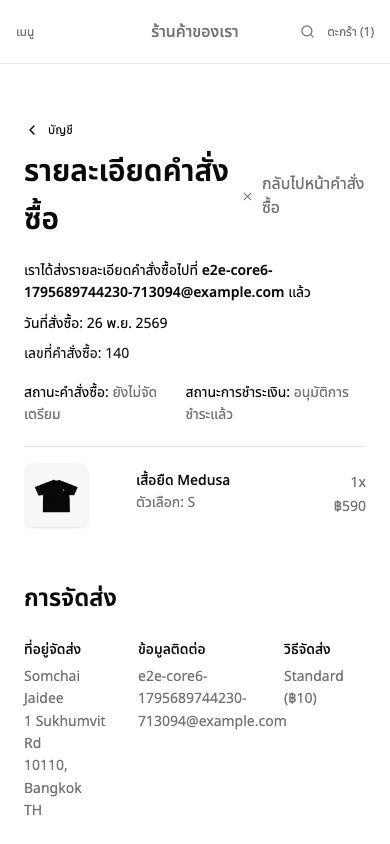 เมนู
ร้านค้าของเรา
ตะกร้า (1)
บัญชี
รายละเอียดคำสั่ง
ซื้อ
กลับไปหน้าคำสั่ง
ซื้อ
เราได้ส่งรายละเอียดคำสั่งซื้อไปที่ e2e-core6-
1795689744230-713094@example.com แล้ว
วันที่สั่งซื้อ: 26 พ.ย. 2569
เลขที่คำสั่งซื้อ: 140
สถานะคำสั่งซื้อ: ยังไม่จัด
เตรียม
สถานะการชำระเงิน: อนุมัติการ
ชำระแล้ว
เสื้อยืด Medusa
ตัวเลือก: S
1x
฿590
การจัดส่ง
ที่อยู่จัดส่ง
Somchai
Jaidee
1 Sukhumvit
Rd
10110,
Bangkok
TH
ข้อมูลติดต่อ
e2e-core6-
1795689744230-
713094@example.com
วิธีจัดส่ง
Standard
(฿10)